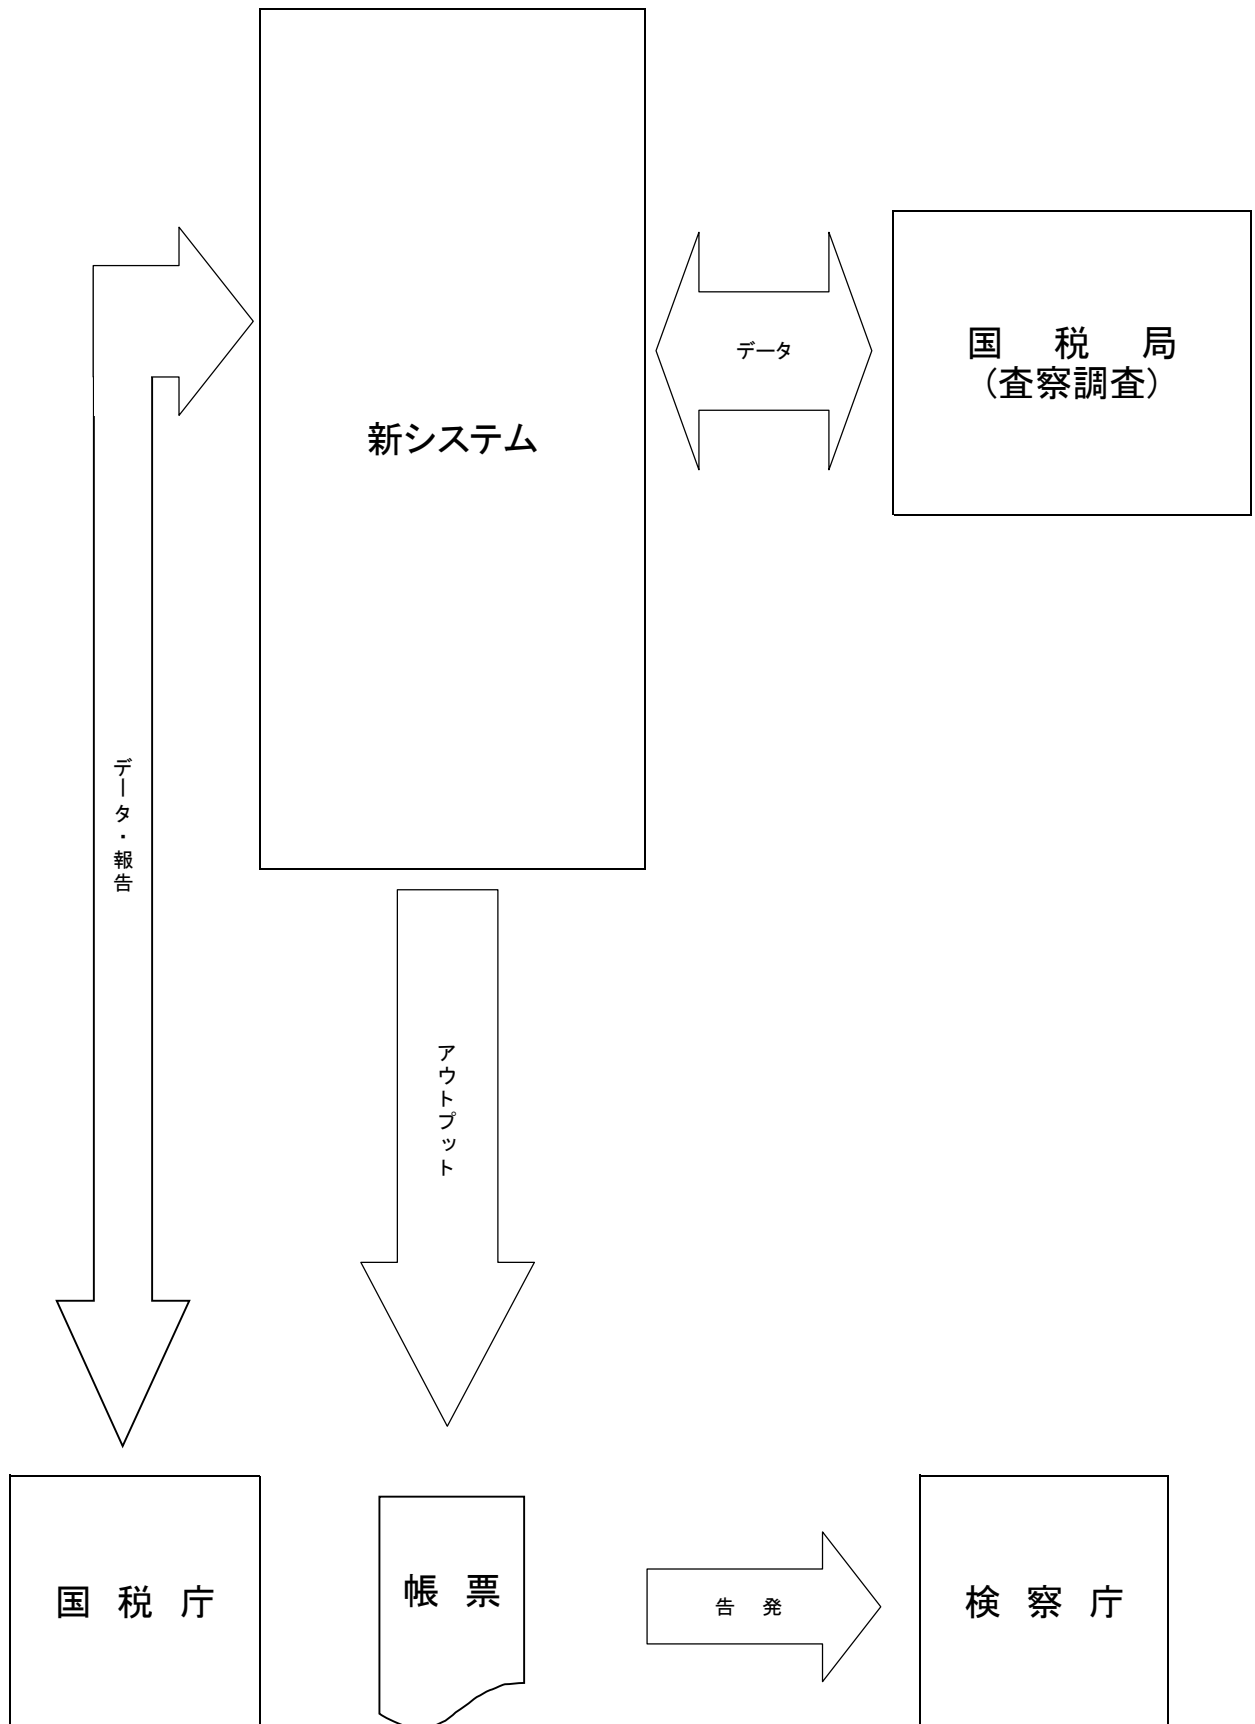 データ
国 税 局
（査察調査）
新システム
データ・報告
アウトプット
国 税 庁
帳 票
告 発
検 察 庁